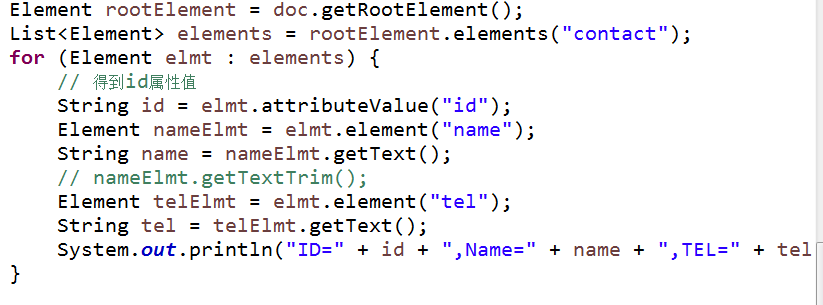 Element rootElement = doc.getRootElement();
List<Element> elements = rootElement.elements("contact");
for (Element elmt : elements) {
    // 得到id属性值
    String id = elmt.attributeValue("id");
    Element nameElmt = elmt.element("name");
    String name = nameElmt.getText();
    // nameElmt.getTextTrim();
    Element telElmt = elmt.element("tel");
    String tel = telElmt.getText();
    System.out.println("ID=" + id + ",Name=" + name + ",TEL=" + tel
}